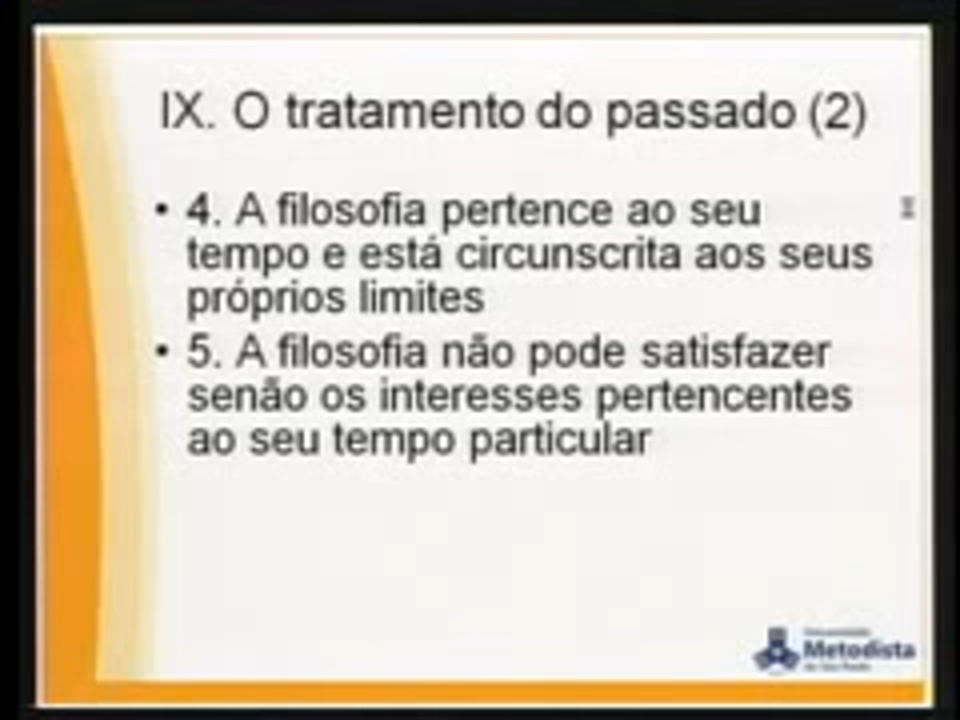 IX. O tratamento do passado (2)
• 4. A filosofia pertence ao seu
tempo e está circunscrita aos seus
próprios limites
• 5. A filosofia não pode satisfazer
senão os interesses pertencentes
ao seu tempo particular
Metodista